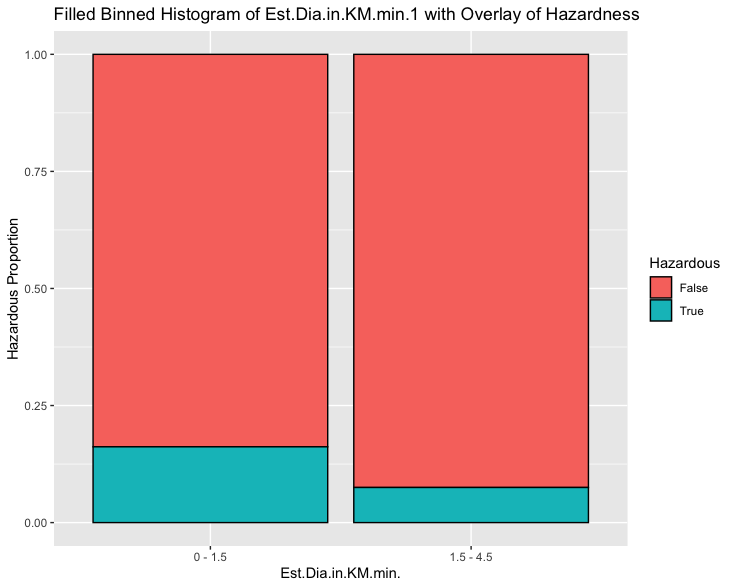 Filled Binned Histogram of Est.Dia.in.KM.min.1 with Overlay of Hazardness
1.00
0.75
0.50
0.25
0.00
Hazardous Proportion
0 - 1.5
1.5 - 4.5
Est.Dia.in.KM.min.
Hazardous
False
True